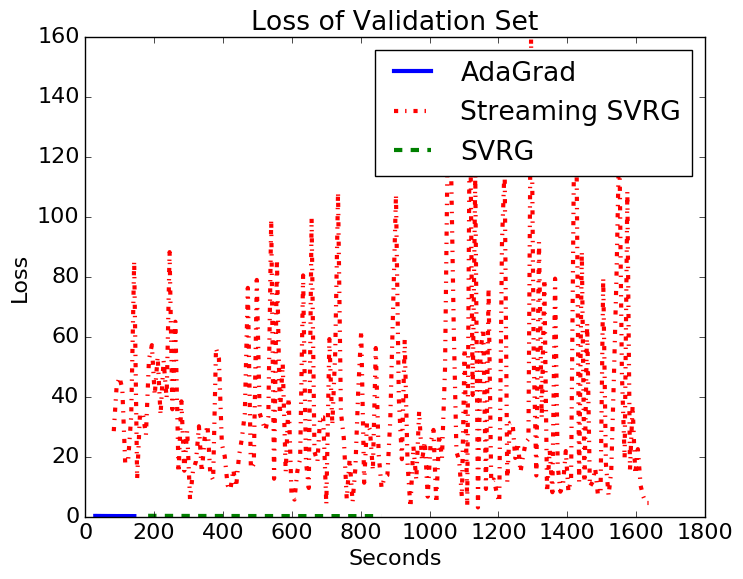 Loss of Validation Set
160
140
120
100
80
60
40
20
0
Loss
AdaGrad
Streaming SVRG
SVRG
0 200 400 600 800 1000 1200 1400 1600 1800
Seconds